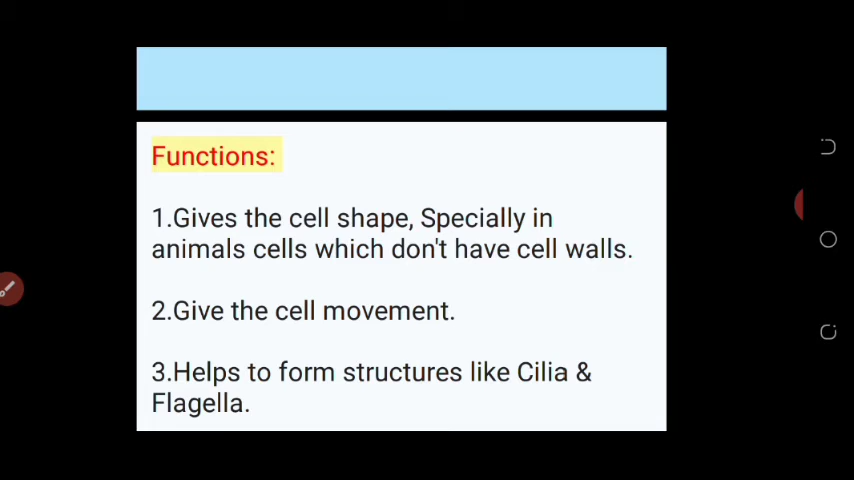 Functions:
1.Gives the cell shape, Specially in
animals cells which don't have cell walls.
2.Give the cell movement.
3.Helps to form structures like Cilia &
Flagella.